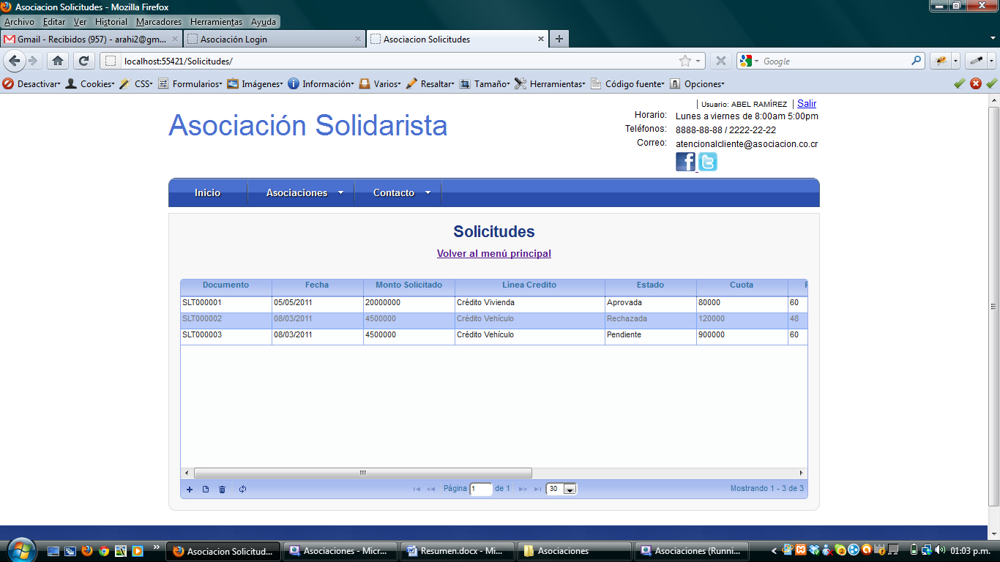 Asociacion Solicitudes - Mozilla Firefox
Archivo Editar Ver Historial Marcadores Herramientas Ayuda
Gmail - Recibidos (957) - arahi2@gm... Asociación Login Asociacion Solicitudes
localhost:55421/Solicitudes/ Google
Desactivar Cookies CSS Formularios Imágenes Información Varios Resaltar Tamaño Herramientas Código fuente Opciones
| Usuario: ABEL RAMÍREZ | Salir
Asociación Solidarista
Horario: Lunes a viernes de 8:00am 5:00pm
Teléfonos: 8888-88-88 / 2222-22-22
Correo: atencionalcliente@asociacion.co.cr
Inicio Asociaciones Contacto
Solicitudes
Volver al menú principal
Documento Fecha Monto Solicitado Línea Credito Estado Cuota
SLT000001 05/05/2011 20000000 Crédito Vivienda Aprovada 80000 60
SLT000002 08/03/2011 4500000 Crédito Vehículo Rechazada 120000 48
SLT000003 08/03/2011 4500000 Crédito Vehículo Pendiente 900000 60
Página 1 de 1 30 Mostrando 1 - 3 de 3
Asociacion Solicitud... Asociaciones - Micr... Resumen.docx - Mi... Asociaciones Asociaciones (Runni... 01:03 p.m.